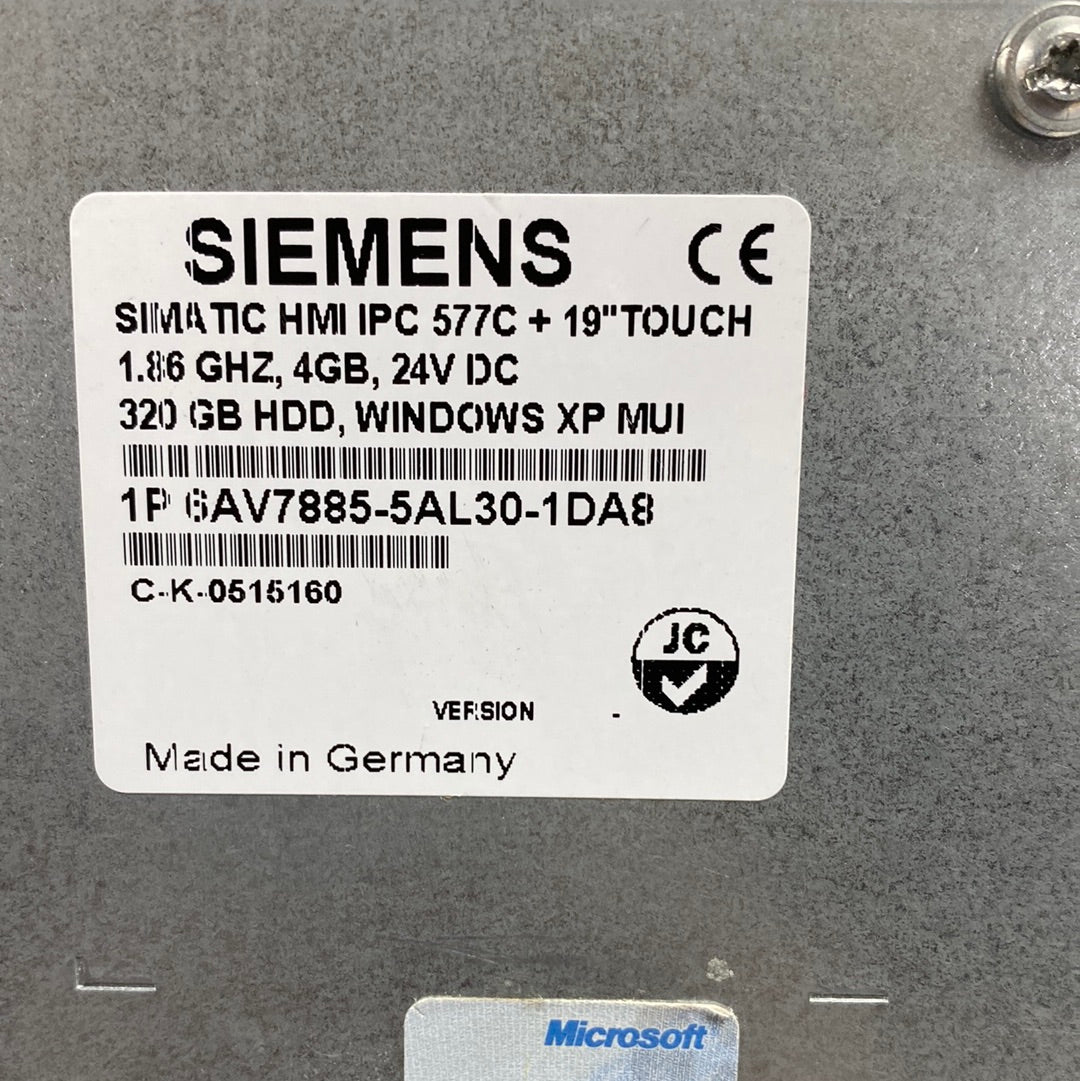 SIEMENS CE
SIMATIC HMI IPC 577C + 19"TOUCH
1.86 GHZ, 4GB, 24V DC
320 GB HDD, WINDOWS XP MUI
1P 6AV7885-5AL30-1DA8
C-K-0515160
JC
VERSION -
Made in Germany
Microsoft